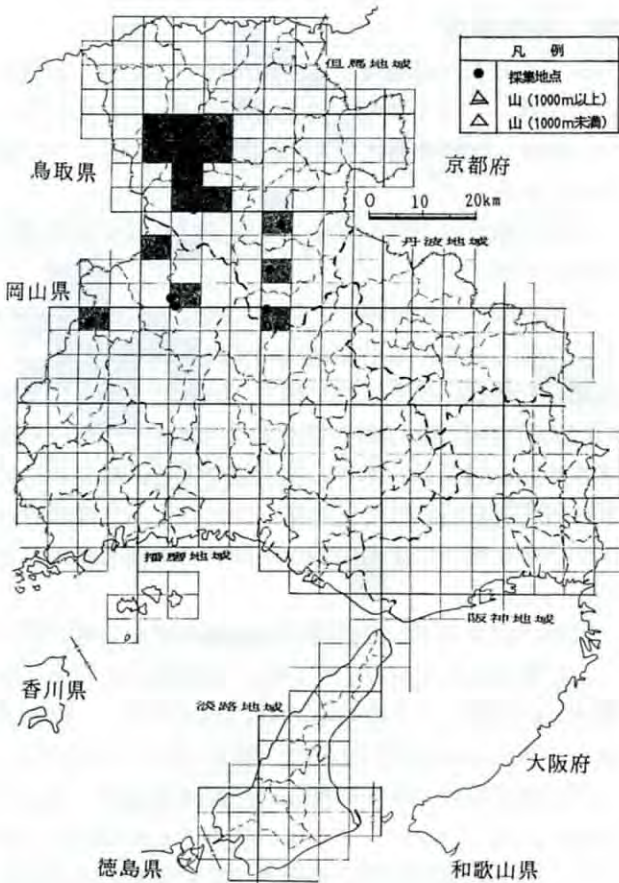 但馬地域
凡 例
● 採集地点
山 (1000m以上)
山 (1000m未満)
鳥取県
京都府
0 10 20km
丹波地域
岡山県
播磨地域
阪神地域
香川県
淡路地域
大阪府
徳島県
和歌山県